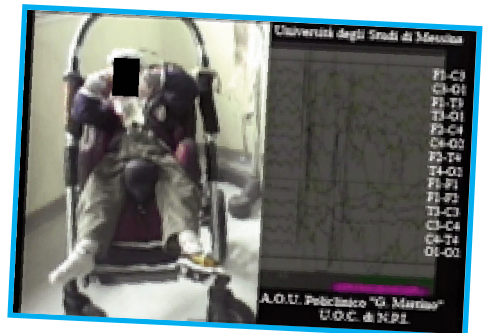 Università degli Studi di Messina
F1-C3
C3-O1
F1-T3
T3-O1
F2-C4
C4-O2
F2-T4
T4-O2
F1-F1
F1-F2
T3-C3
C3-C4
C4-T4
O1-O2
A.O.U. Policlinico "G. Martino"
U.O.C. di N.P.I.